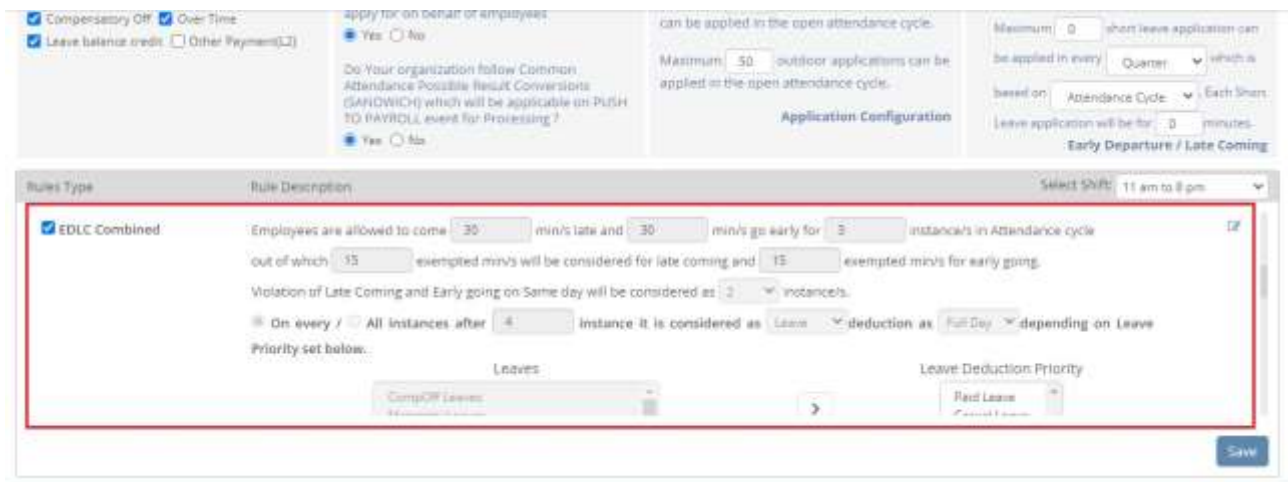 Compensatory Off Over Time
Leave balance credit Other Payment(L2)
apply for on behalf of employees
Yes No
Do Your organization follow Common
Attendance Possible Result Conversions
(SANDWICH) which will be applicable on PUSH
TO PAYROLL event for Processing ?
Yes No
can be applied in the open attendance cycle.
Maximum 50 outdoor applications can be
applied in the open attendance cycle.
Application Configuration
Maximum 0 short leave application can
be applied in every Quarter which is
based on Attendance Cycle . Each Short
Leave application will be for 0 minutes.
Early Departure / Late Coming
Rules Type Rule Description Select Shift: 11 am to 8 pm
EDLC Combined Employees are allowed to come 30 min/s late and 30 min/s go early for 3 instance/s in Attendance cycle
out of which 15 exempted min/s will be considered for late coming and 15 exempted min/s for early going.
Violation of Late Coming and Early going on Same day will be considered as 2 instance/s.
On every / All instances after 4 instance it is considered as Leave deduction as Full Day depending on Leave
Priority set below.
Leaves Leave Deduction Priority
CompOff Leaves Paid Leave
> Casual Leave
Save